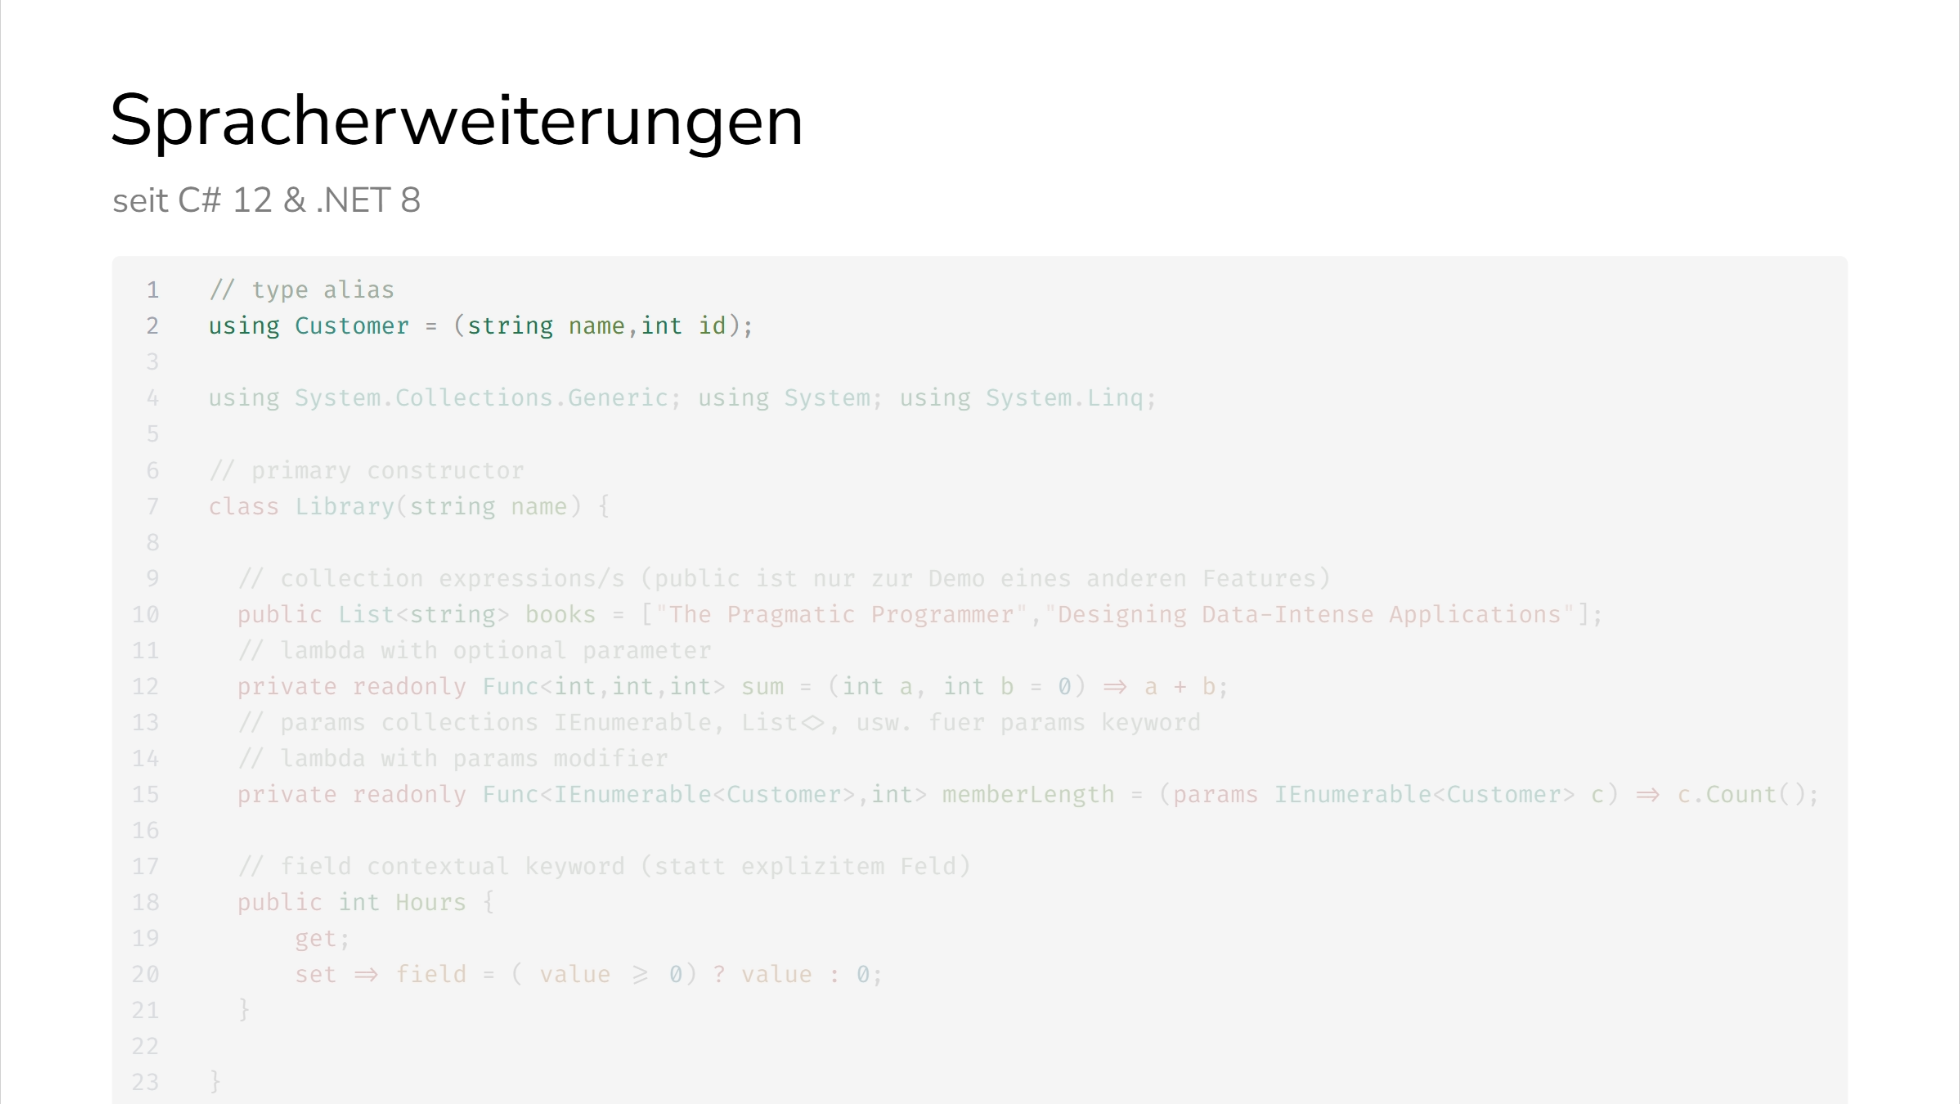 Spracherweiterungen
seit C# 12 & .NET 8
1 // type alias
2 using Customer = (string name,int id);
3
4 using System.Collections.Generic; using System; using System.Linq;
5
6 // primary constructor
7 class Library(string name) {
8
9 // collection expressions/s (public ist nur zur Demo eines anderen Features)
10 public List<string> books = ["The Pragmatic Programmer","Designing Data-Intense Applications"];
11 // lambda with optional parameter
12 private readonly Func<int,int,int> sum = (int a, int b = 0) => a + b;
13 // params collections IEnumerable, List<>, usw. fuer params keyword
14 // lambda with params modifier
15 private readonly Func<IEnumerable<Customer>,int> memberLength = (params IEnumerable<Customer> c) => c.Count();
16
17 // field contextual keyword (statt explizitem Feld)
18 public int Hours {
19 get;
20 set => field = ( value >= 0) ? value : 0;
21 }
22
23 }